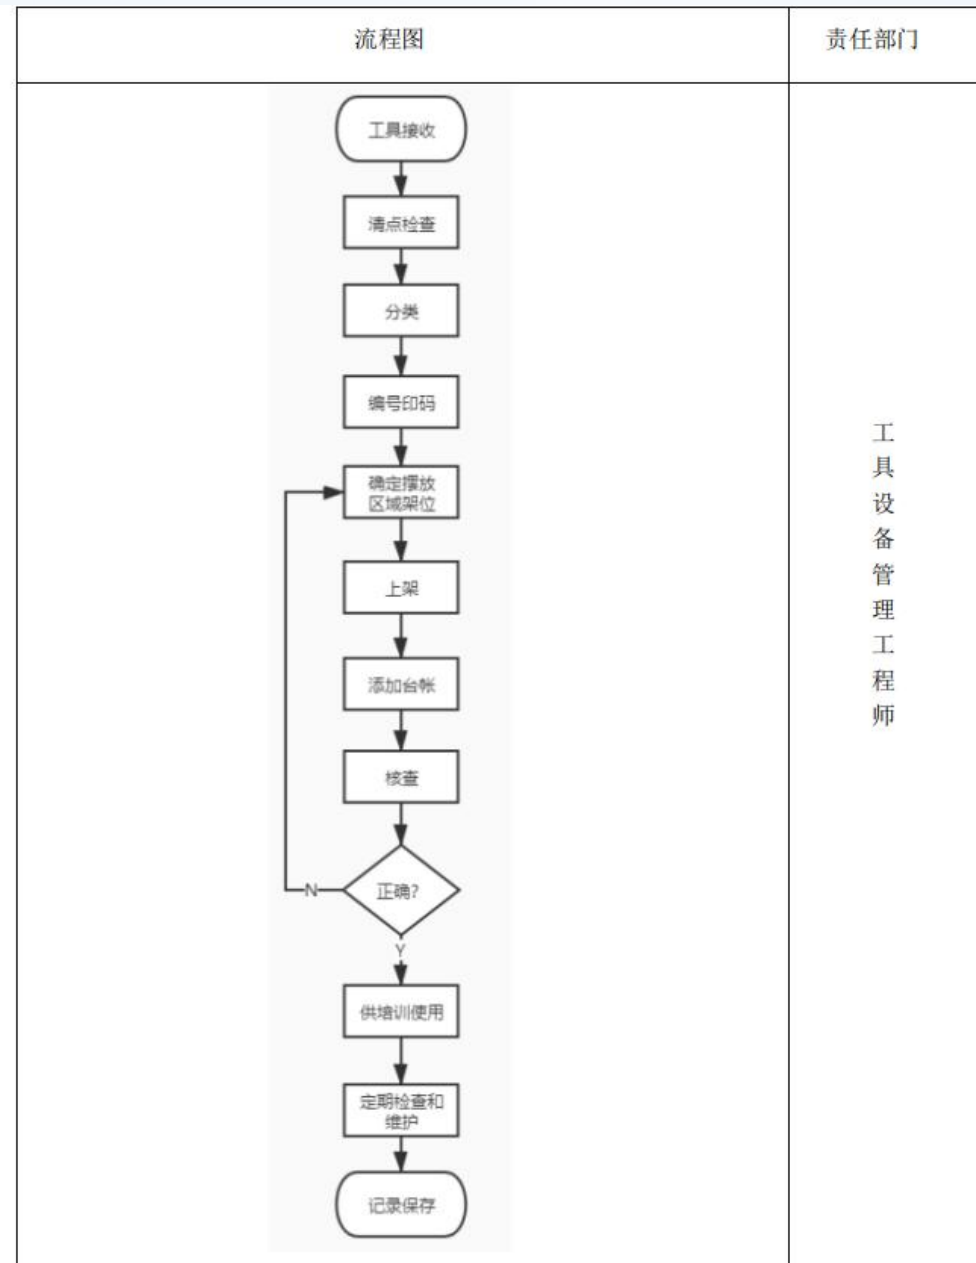 流程图
责任部门
工具接收
清点检查
分类
编号印码
确定摆放
区域架位
上架
添加台帐
核查
正确?
N
Y
供培训使用
定期检查和
维护
记录保存
工
具
设
备
管
理
工
程
师